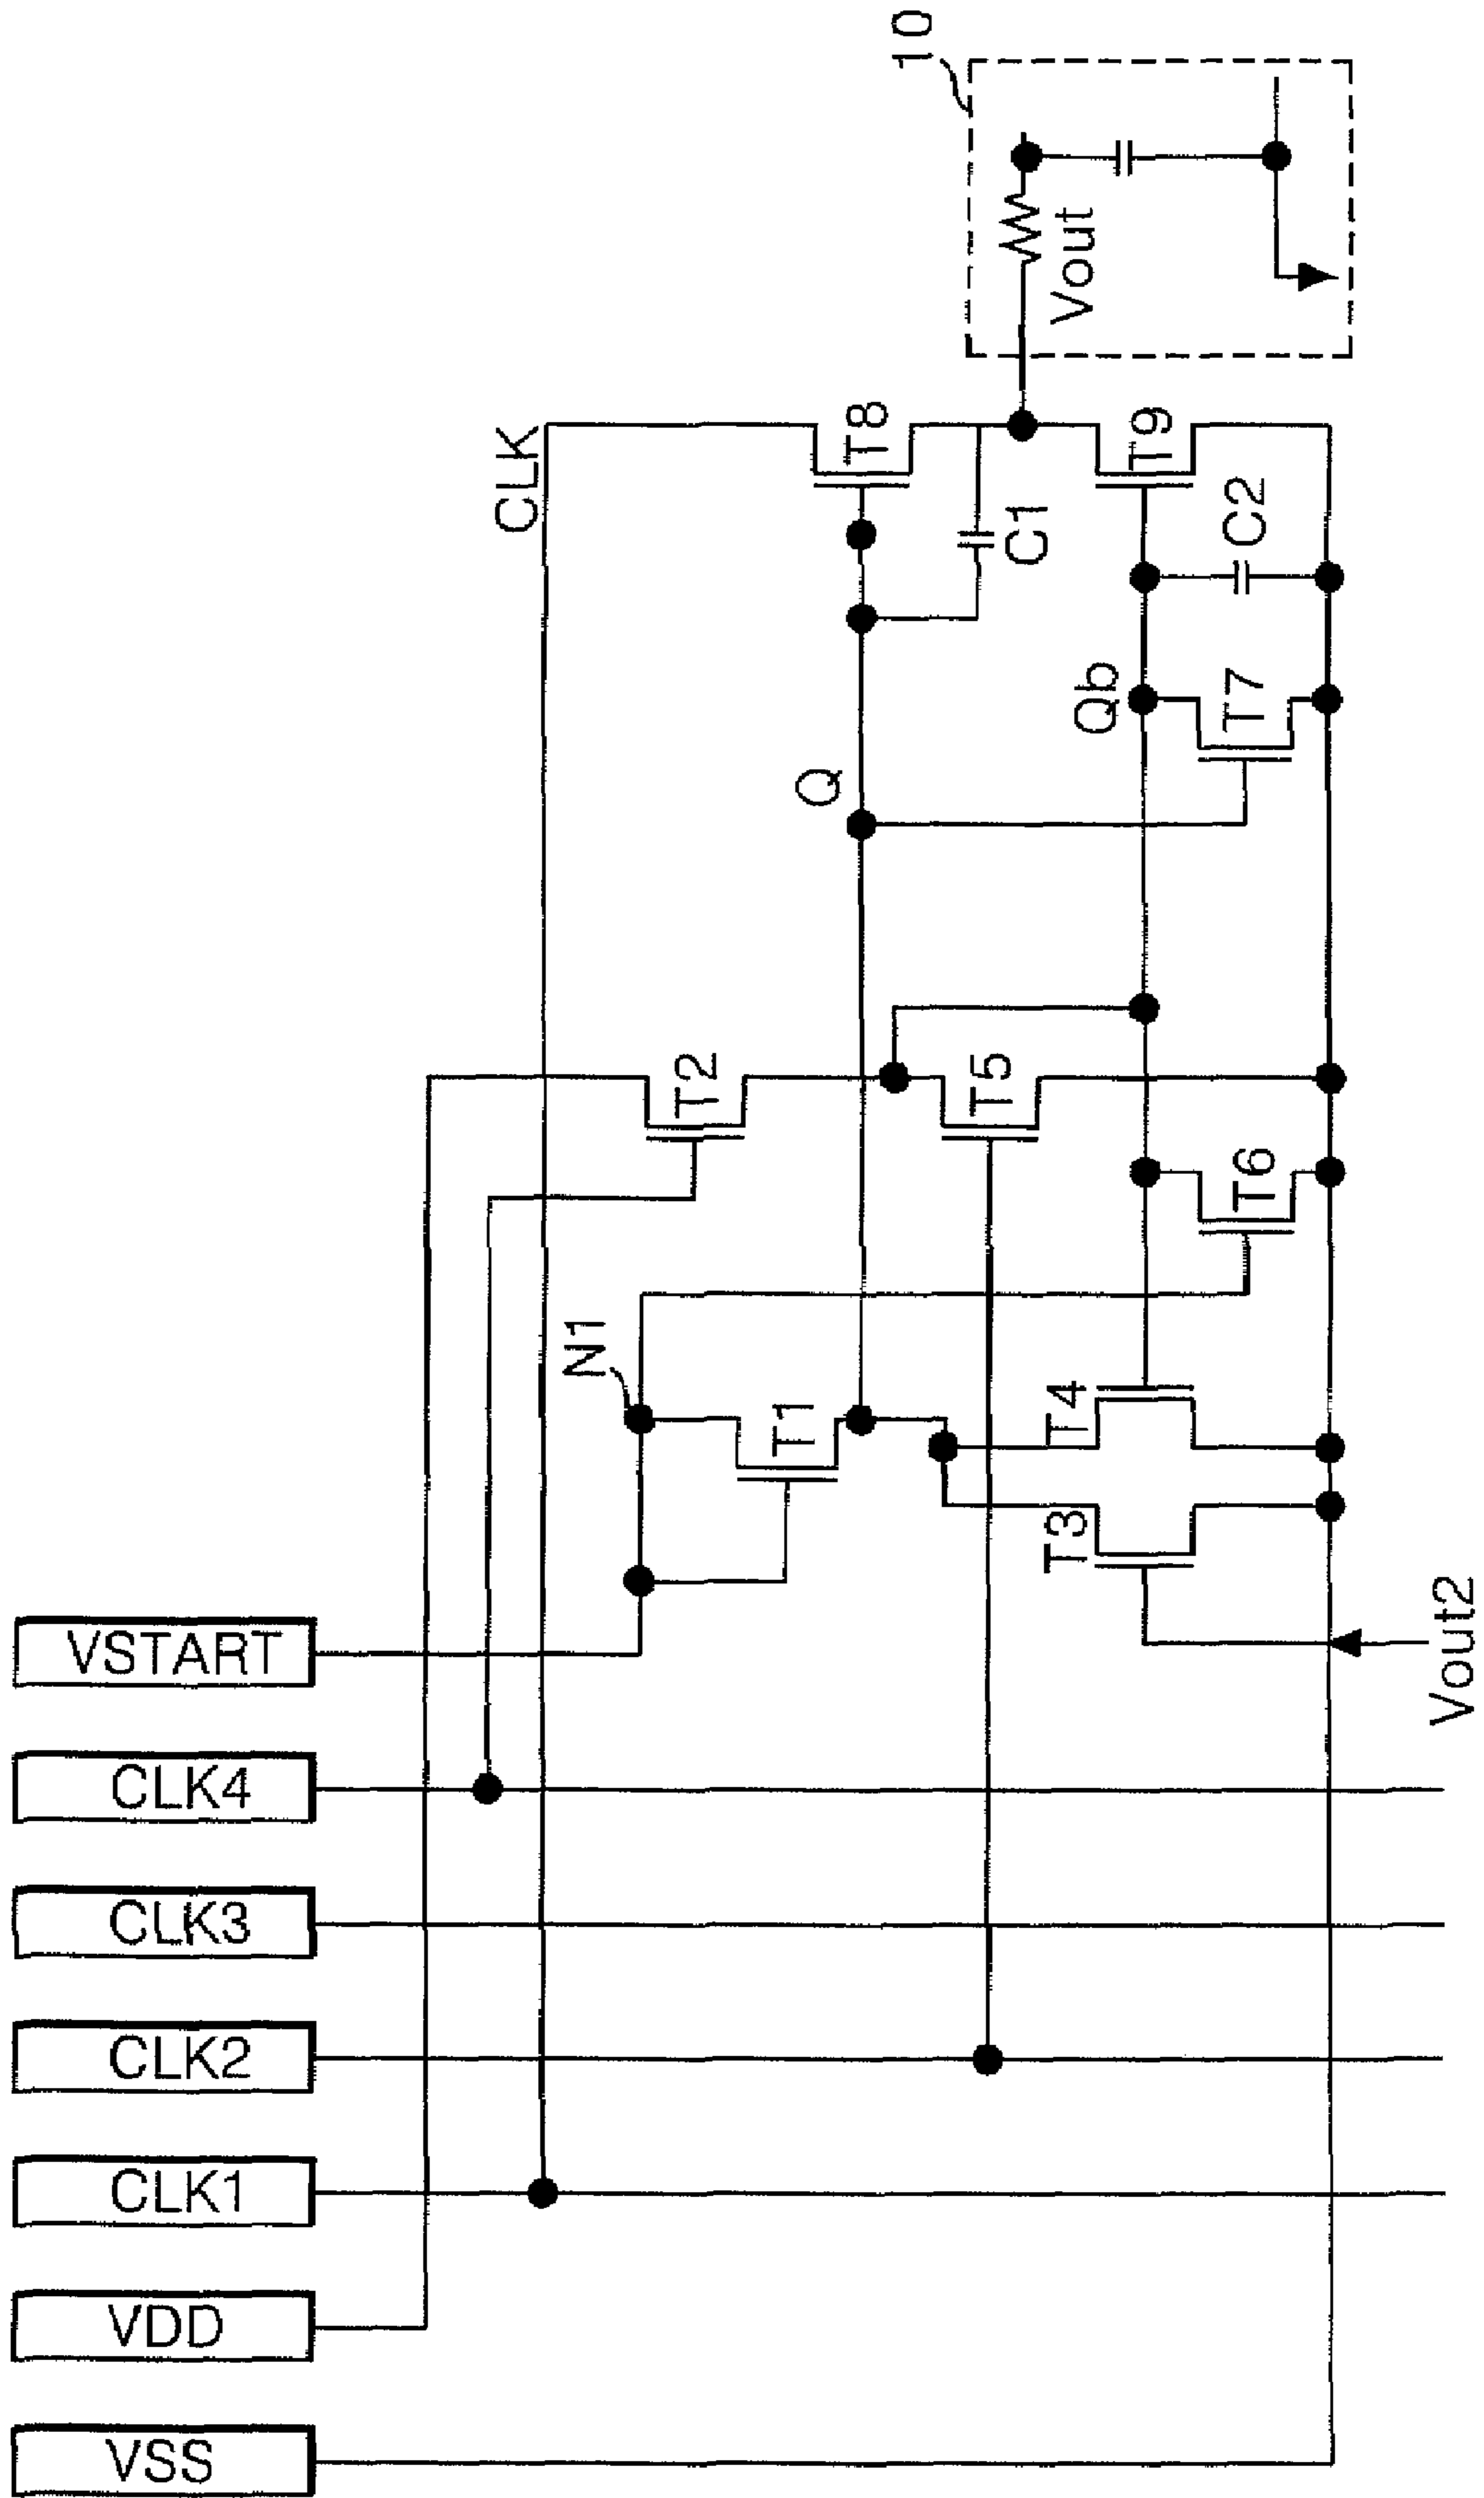 10
Vout
CLK
T8
T9
C1
C2
Qb
T7
Q
T2
T5
T6
N1
T1
T4
T3
VSTART
Vout2
CLK4
CLK3
CLK2
CLK1
VDD
VSS